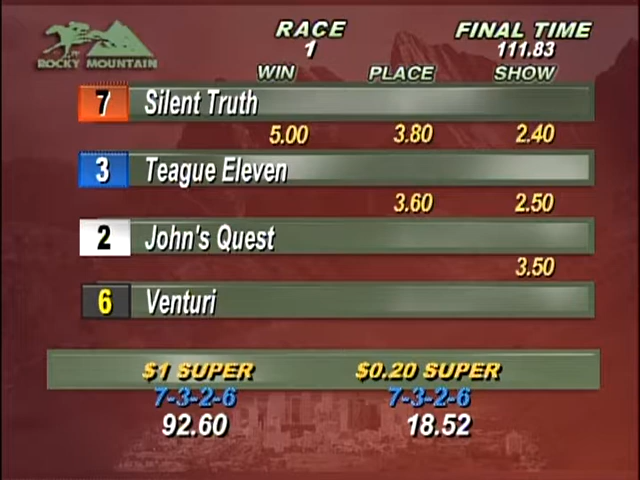 RACE
1
FINAL TIME
111.83
ROCKY MOUNTAIN
WIN PLACE SHOW
7 Silent Truth
5.00 3.80 2.40
3 Teague Eleven
3.60 2.50
2 John's Quest
3.50
6 Venturi
$1 SUPER $0.20 SUPER
7-3-2-6 7-3-2-6
92.60 18.52